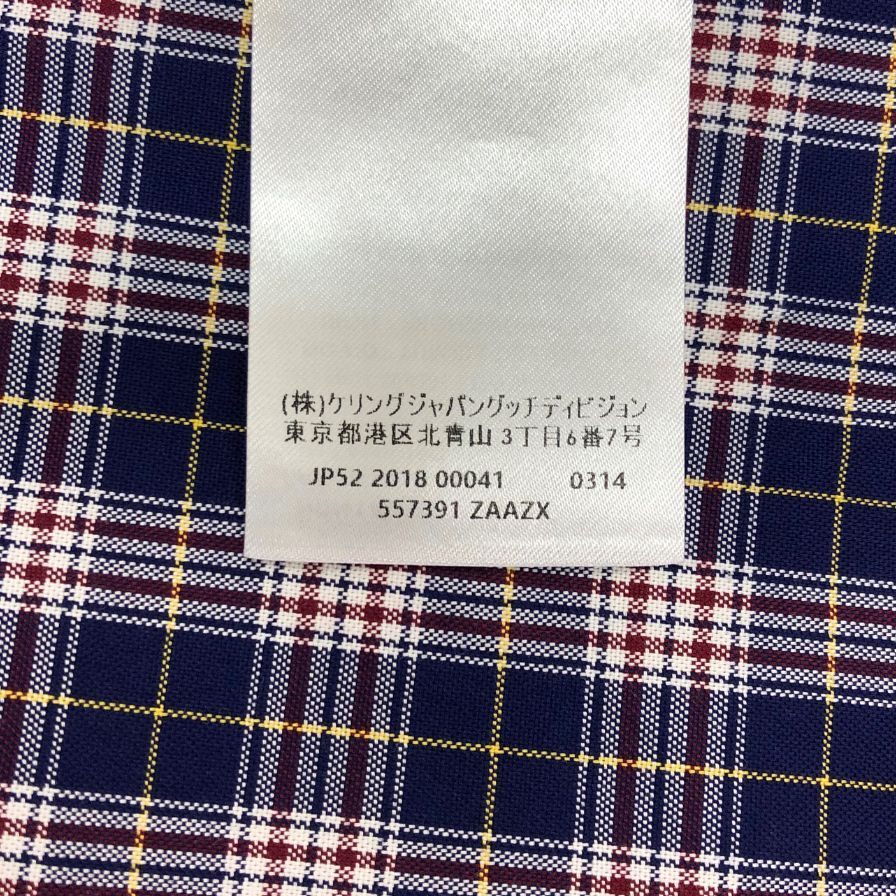 (株)ケリングジャパングッチディビジョン
東京都港区北青山3丁目6番7号
JP52 2018 00041 0314
557391 ZAAZX